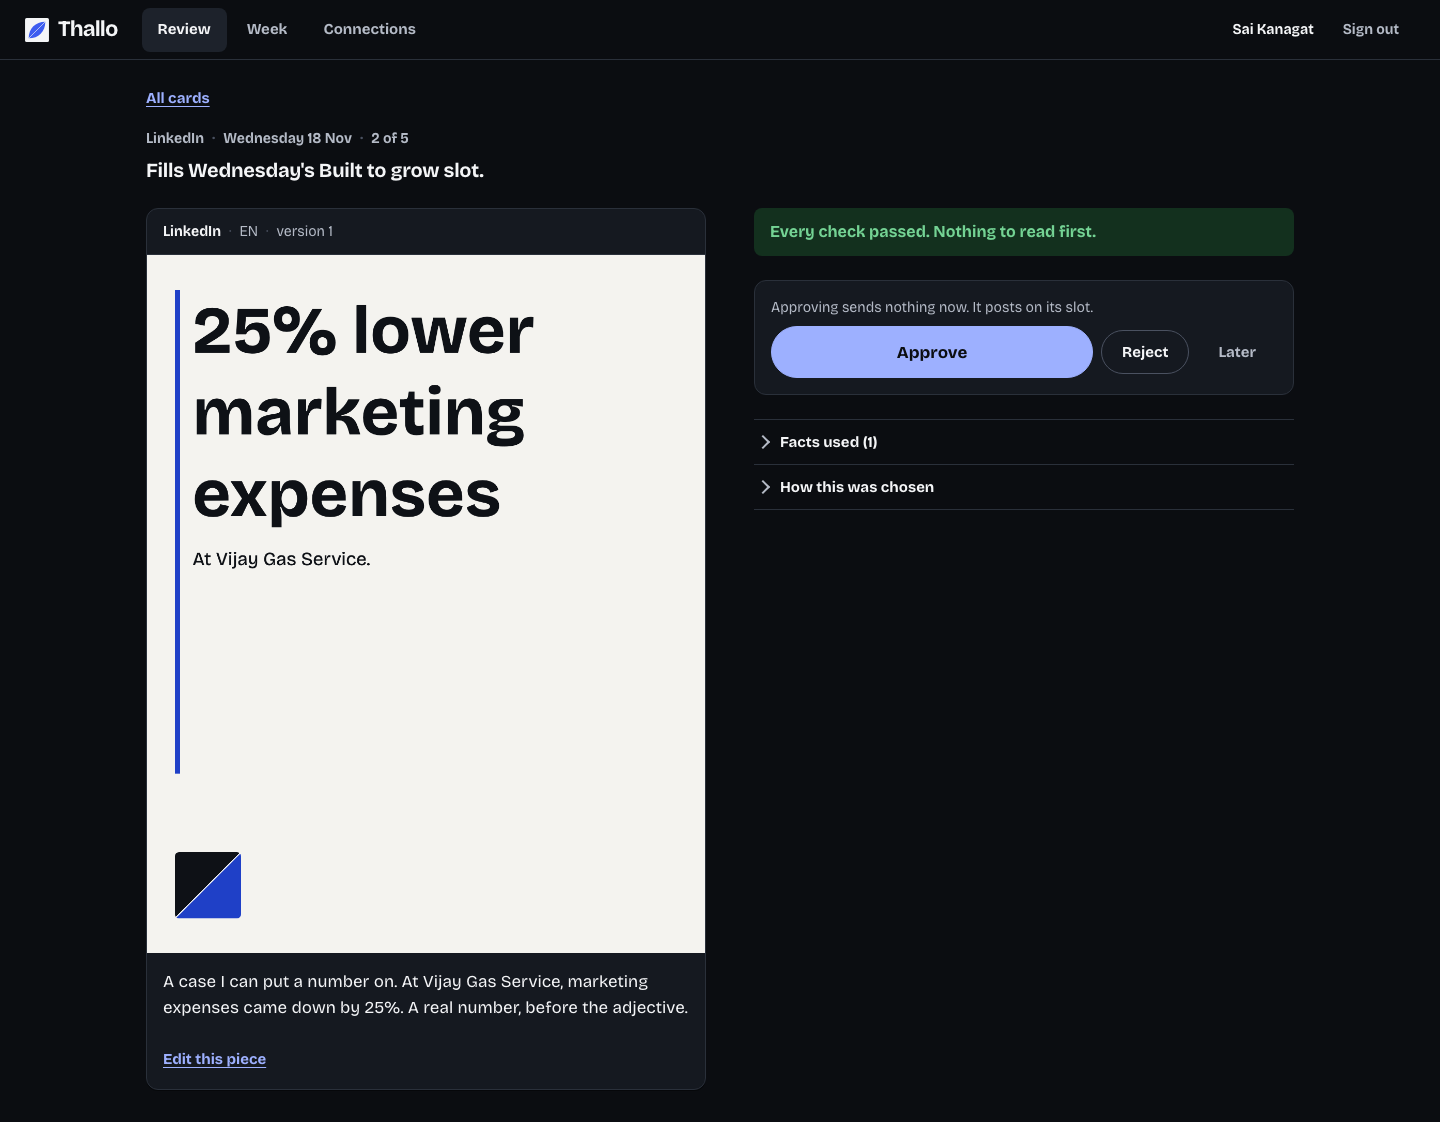 Thallo
Review
Week
Connections
Sai Kanagat
Sign out
All cards
LinkedIn · Wednesday 18 Nov · 2 of 5
Fills Wednesday's Built to grow slot.
LinkedIn · EN · version 1
25% lower
marketing
expenses
At Vijay Gas Service.
A case I can put a number on. At Vijay Gas Service, marketing
expenses came down by 25%. A real number, before the adjective.
Edit this piece
Every check passed. Nothing to read first.
Approving sends nothing now. It posts on its slot.
Approve
Reject
Later
Facts used (1)
How this was chosen